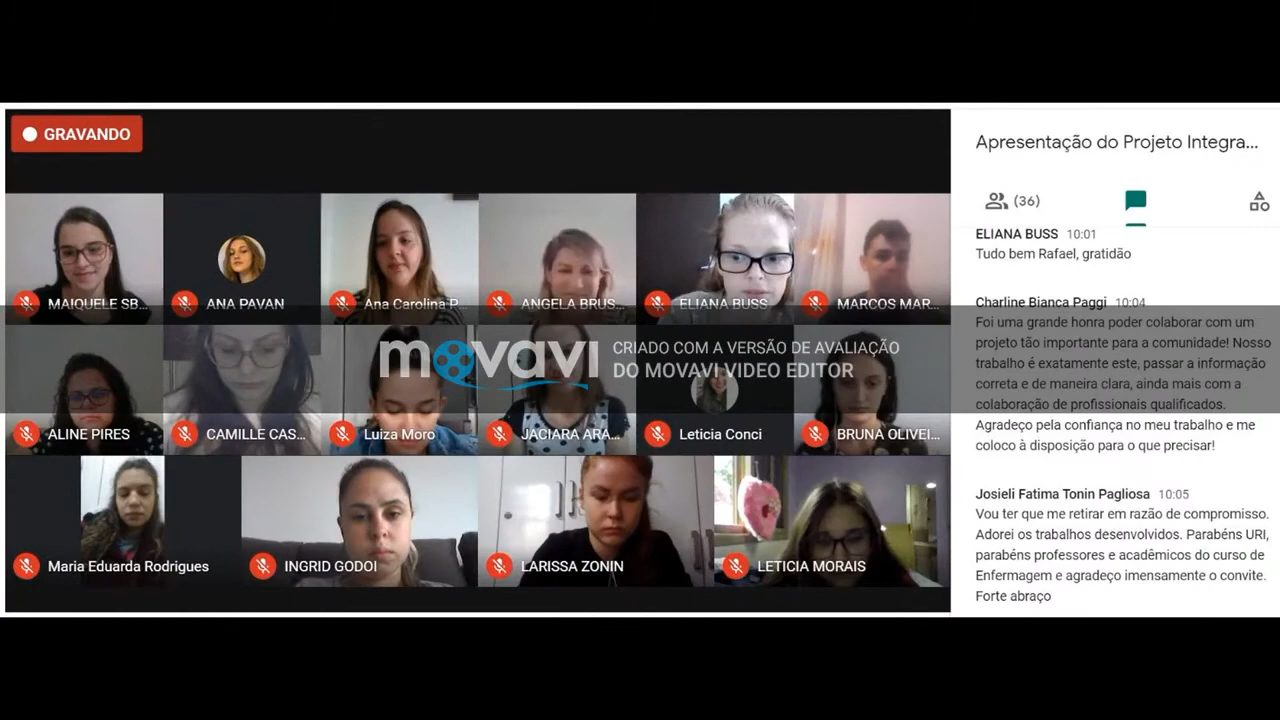 GRAVANDO
Apresentação do Projeto Integra...
(36)
MAIQUELE SB...
ANA PAVAN
Ana Carolina P...
ANGELA BRUS...
ELIANA BUSS
MARCOS MAR...
movavi
CRIADO COM A VERSÃO DE AVALIAÇÃO
DO MOVAVI VIDEO EDITOR
ALINE PIRES
CAMILLE CAS...
Luiza Moro
JACIARA ARA...
Leticia Conci
BRUNA OLIVEI...
Maria Eduarda Rodrigues
INGRID GODOI
LARISSA ZONIN
LETICIA MORAIS
ELIANA BUSS 10:01
Tudo bem Rafael, gratidão
Charline Bianca Paggi 10:04
Foi uma grande honra poder colaborar com um
projeto tão importante para a comunidade! Nosso
trabalho é exatamente este, passar a informação
correta e de maneira clara, ainda mais com a
colaboração de profissionais qualificados.
Agradeço pela confiança no meu trabalho e me
coloco à disposição para o que precisar!
Josieli Fatima Tonin Pagliosa 10:05
Vou ter que me retirar em razão de compromisso.
Adorei os trabalhos desenvolvidos. Parabéns URI,
parabéns professores e acadêmicos do curso de
Enfermagem e agradeço imensamente o convite.
Forte abraço